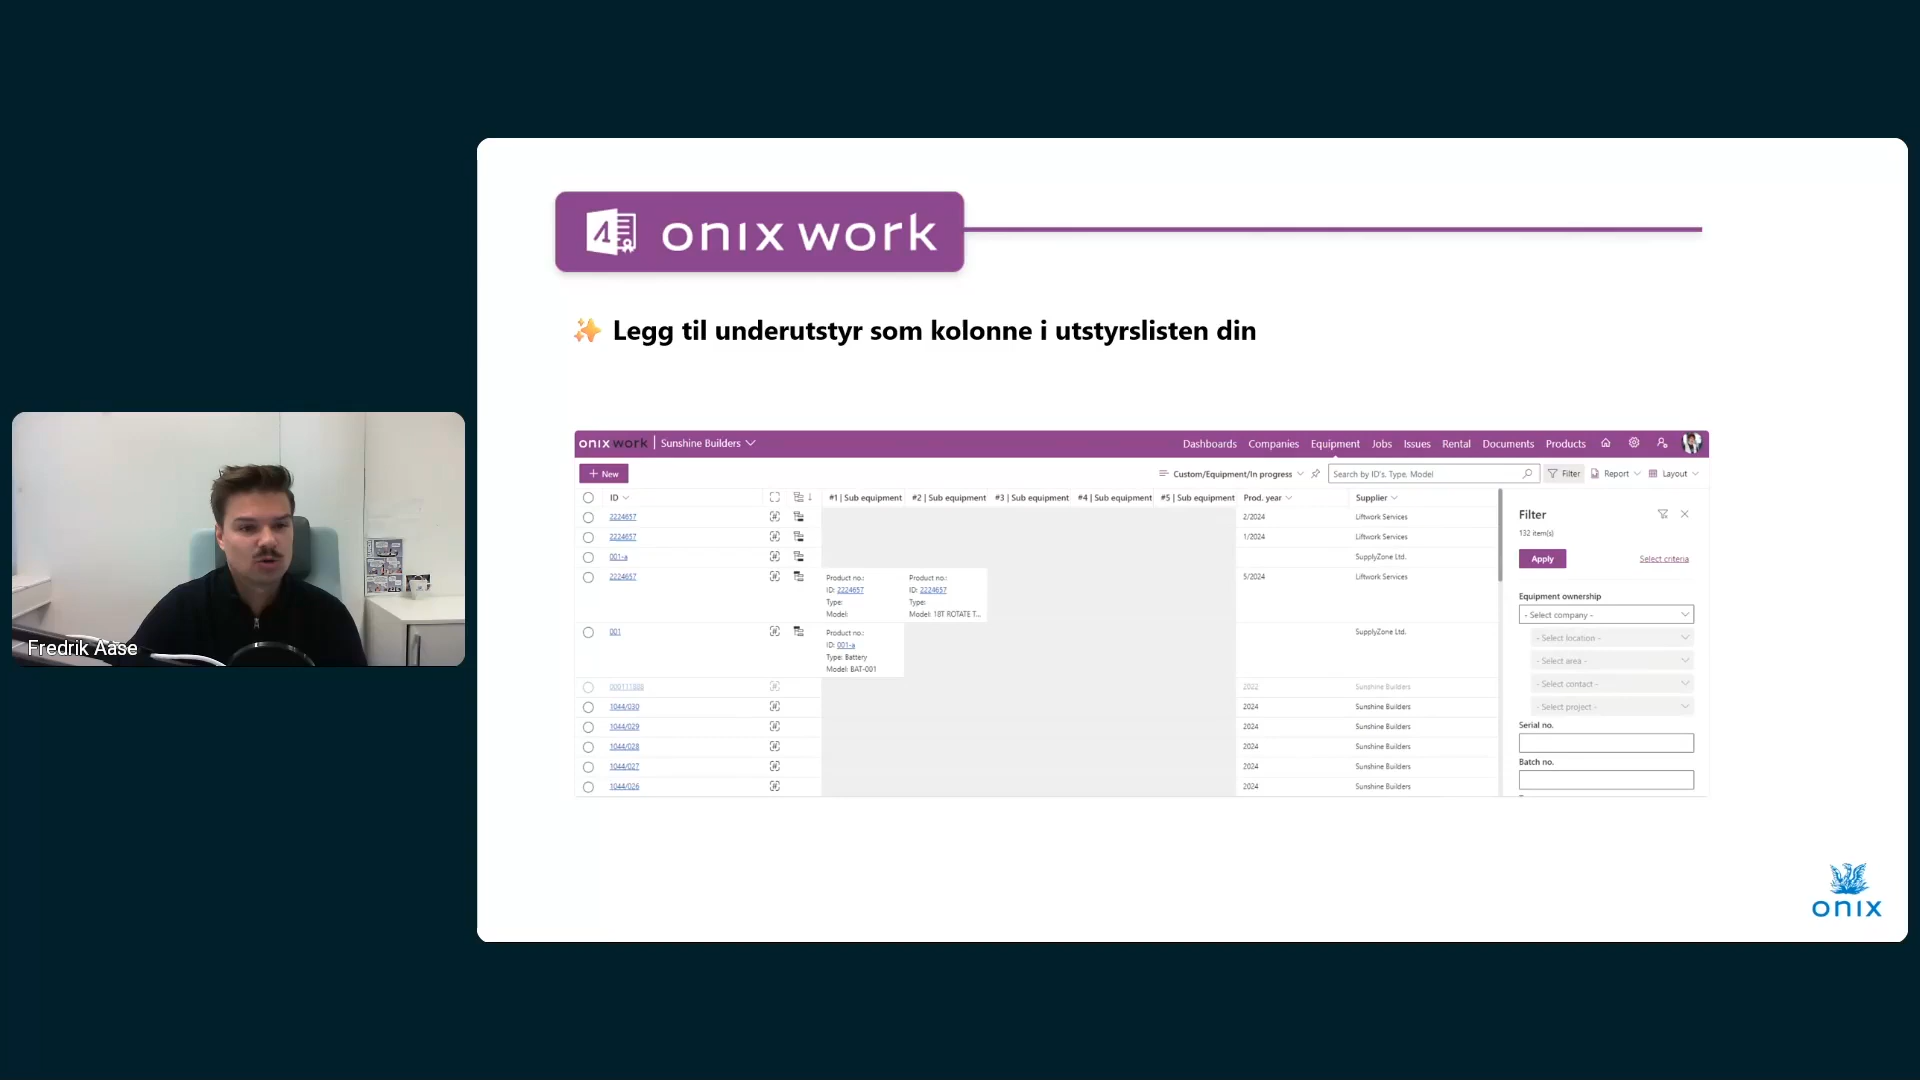 onix work
✨ Legg til underutstyr som kolonne i utstyrslisten din
onix work | Sunshine Builders
Dashboards Companies Equipment Jobs Issues Rental Documents Products
+ New
Custom/Equipment/In progress Search by ID's, Type, Model Filter Report Layout
ID #1 | Sub equipment #2 | Sub equipment #3 | Sub equipment #4 | Sub equipment #5 | Sub equipment Prod. year Supplier
2224657 2/2024 Liftwork Services
2224657 1/2024 Liftwork Services
001-a SupplyZone Ltd.
2224657 5/2024 Liftwork Services
Product no.: Product no.:
ID: 2224657 ID: 2224657
Type: Type:
Model: Model: 18T ROTATE T...
001 SupplyZone Ltd.
Product no.:
ID: 001-a
Type: Battery
Model: BAT-001
2022 Sunshine Builders
1044/030 2024 Sunshine Builders
1044/029 2024 Sunshine Builders
1044/028 2024 Sunshine Builders
1044/027 2024 Sunshine Builders
1044/026 2024 Sunshine Builders
Filter
132 item(s)
Apply Select criteria
Equipment ownership
- Select company -
- Select location -
- Select area -
- Select contact -
- Select project -
Serial no.
Batch no.
Fredrik Aase
onix